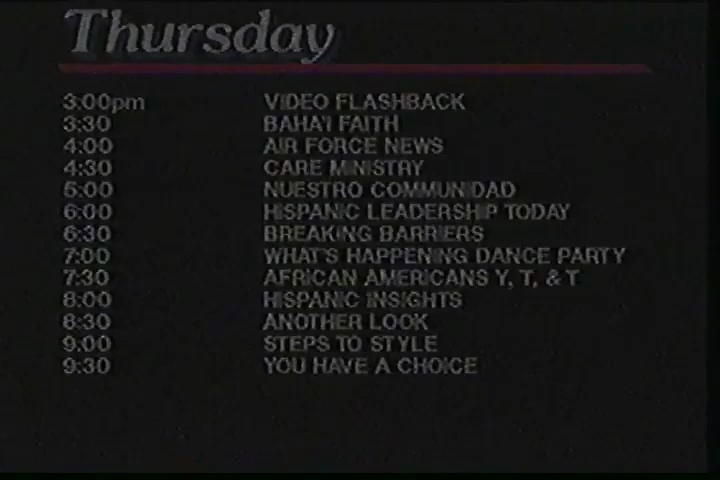 Thursday
3:00pm VIDEO FLASHBACK
3:30 BAHA'I FAITH
4:00 AIR FORCE NEWS
4:30 CARE MINISTRY
5:00 NUESTRO COMMUNIDAD
6:00 HISPANIC LEADERSHIP TODAY
6:30 BREAKING BARRIERS
7:00 WHAT'S HAPPENING DANCE PARTY
7:30 AFRICAN AMERICANS Y, T, & T
8:00 HISPANIC INSIGHTS
8:30 ANOTHER LOOK
9:00 STEPS TO STYLE
9:30 YOU HAVE A CHOICE